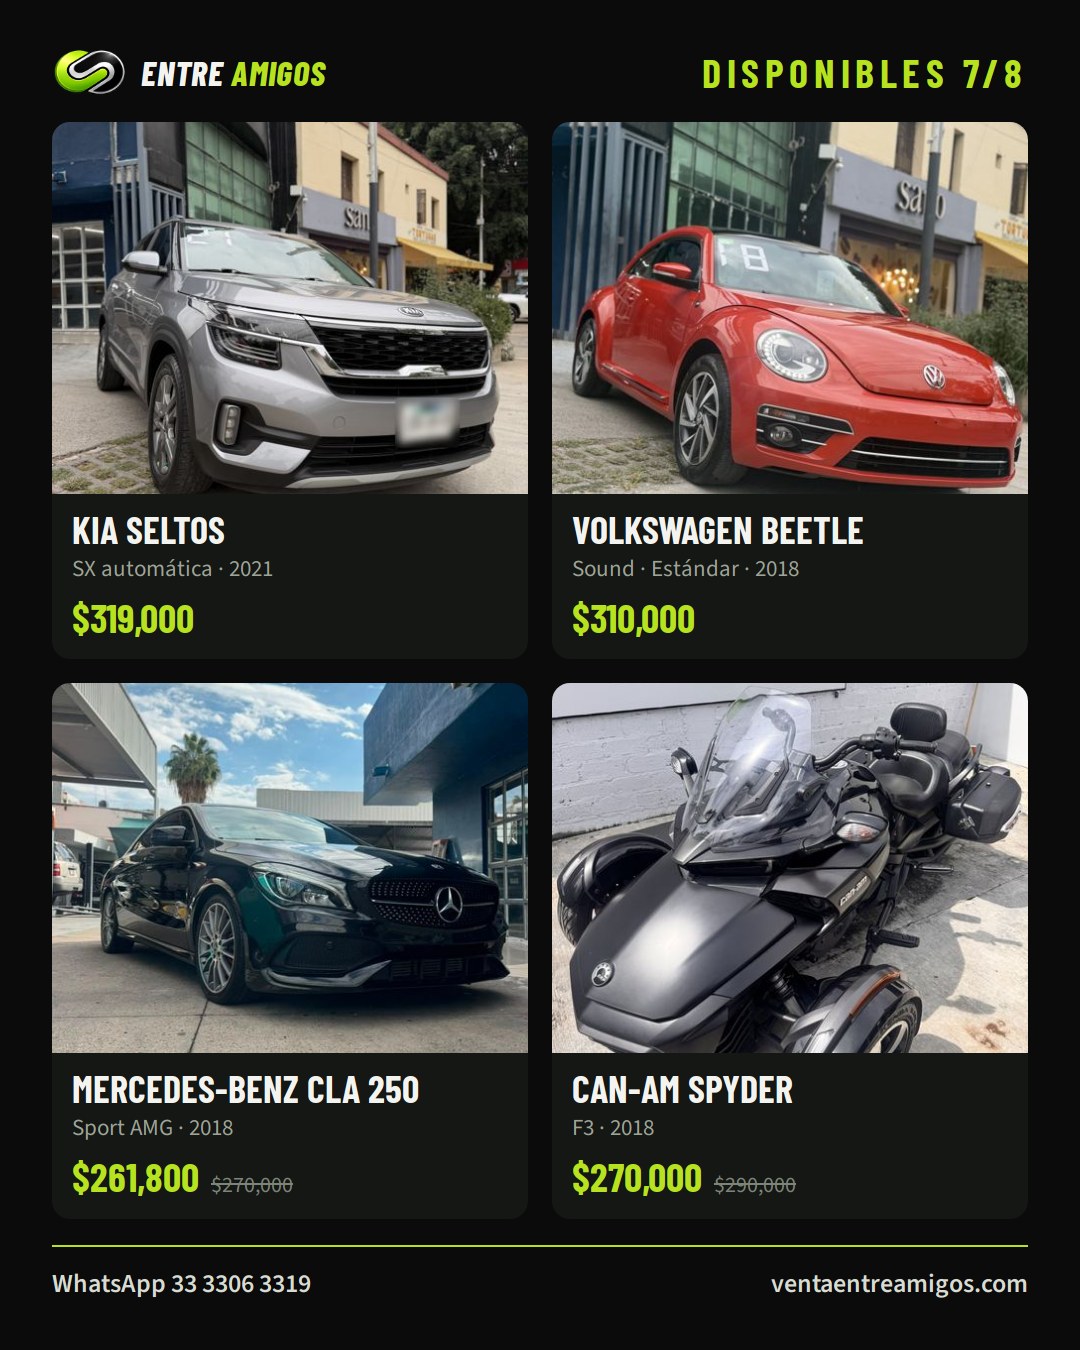 ENTRE AMIGOS
DISPONIBLES 7/8
KIA SELTOS
SX automática · 2021
$319,000
VOLKSWAGEN BEETLE
Sound · Estándar · 2018
$310,000
MERCEDES-BENZ CLA 250
Sport AMG · 2018
$261,800 $270,000
CAN-AM SPYDER
F3 · 2018
$270,000 $290,000
WhatsApp 33 3306 3319
ventaentreamigos.com